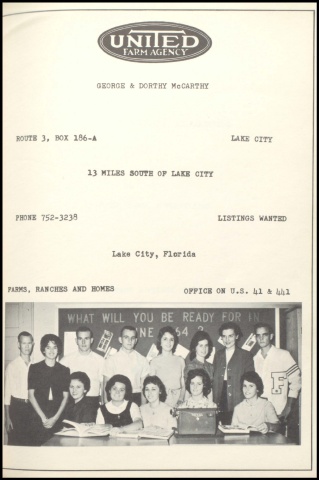 UNITED
FARM AGENCY
GEORGE & DORTHY McCARTHY
ROUTE 3, BOX 186-A LAKE CITY
13 MILES SOUTH OF LAKE CITY
PHONE 752-3238 LISTINGS WANTED
Lake City, Florida
FARMS, RANCHES AND HOMES OFFICE ON U.S. 41 & 441
WHAT WILL YOU BE READY FOR IN
NE 64 ?
F